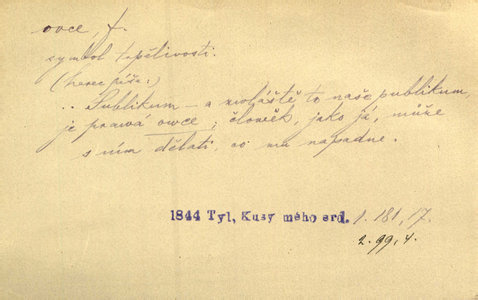 ovce, f.
symbol trpělivosti.
(herec píše:)
.. Publikum – a zvláště to naše publikum,
je pravá owce; člověk, jako já, může
s ním dělati, co mu napadne.
1844 Tyl, Kusy mého srd. 1. 181, 17.
2. 99, 4.